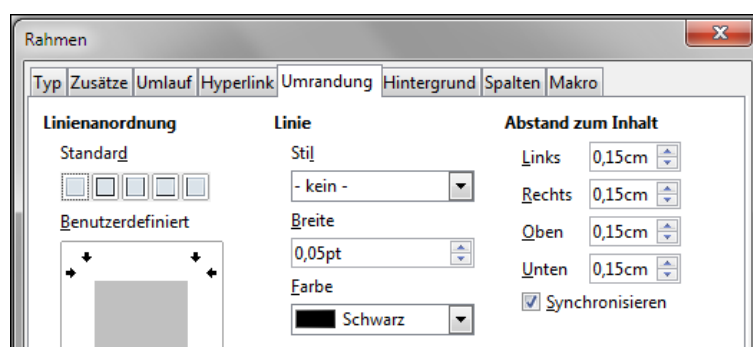 Rahmen
Typ Zusätze Umlauf Hyperlink Umrandung Hintergrund Spalten Makro
Linienanordnung Linie Abstand zum Inhalt
Standard Stil Links 0,15cm
- kein - Rechts 0,15cm
Benutzerdefiniert Breite Oben 0,15cm
0,05pt Unten 0,15cm
Farbe Synchronisieren
Schwarz